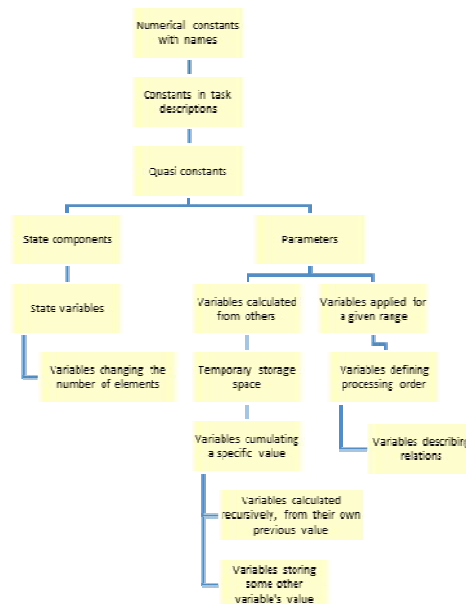 Numerical constants
with names
Constants in task
descriptions
Quasi constants
State components
Parameters
State variables
Variables calculated
from others
Variables applied for
a given range
Variables changing the
number of elements
Temporary storage
space
Variables defining
processing order
Variables cumulating
a specific value
Variables describing
relations
Variables calculated
recursively, from their own
previous value
Variables storing
some other
variable's value